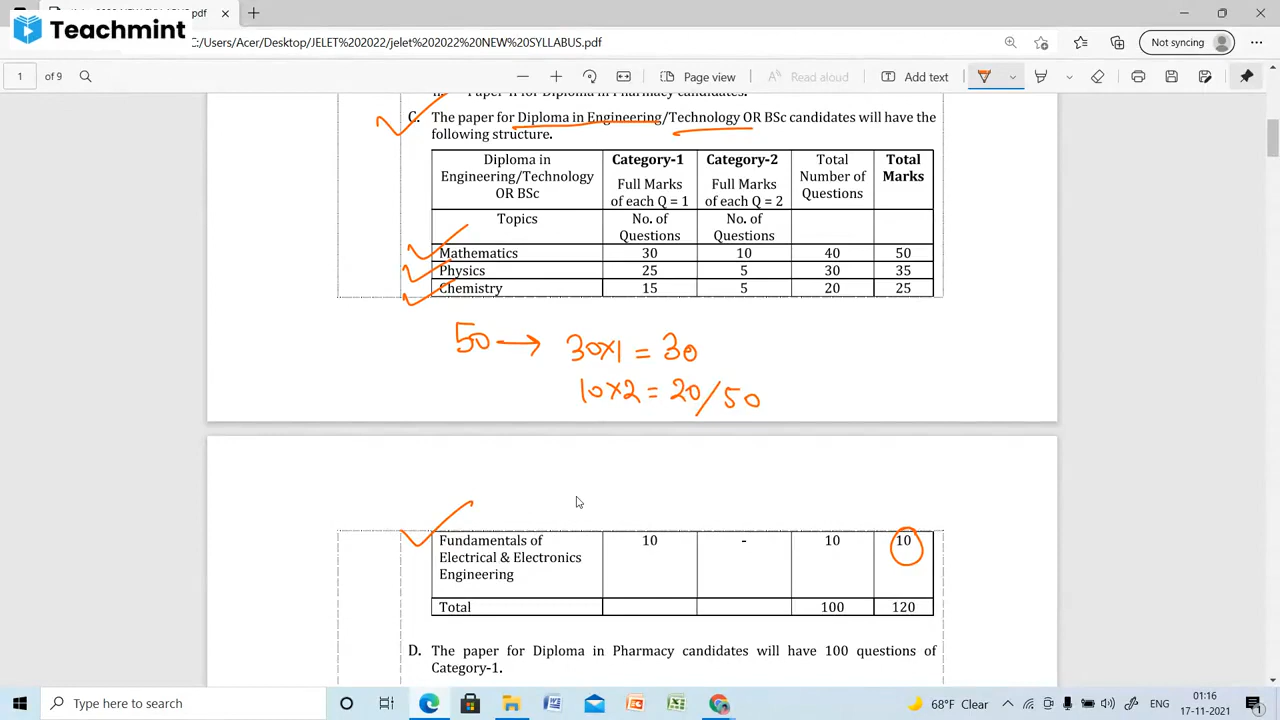 Teachmint
pdf
C:/Users/Acer/Desktop/JELET%202022/jelet%202022%20NEW%20SYLLABUS.pdf
Not syncing
1 of 9
Page view
Read aloud
Add text
Paper II for Diploma in Pharmacy candidates.
C. The paper for Diploma in Engineering/Technology OR BSc candidates will have the
following structure.
Diploma in Engineering/Technology OR BSc
Category-1 Full Marks of each Q = 1
Category-2 Full Marks of each Q = 2
Total Number of Questions
Total Marks
Topics
No. of Questions
No. of Questions
Mathematics 30 10 40 50
Physics 25 5 30 35
Chemistry 15 5 20 25
50 → 30×1 = 30
10×2 = 20/50
Fundamentals of Electrical & Electronics Engineering 10 - 10 10
Total 100 120
D. The paper for Diploma in Pharmacy candidates will have 100 questions of
Category-1.
Type here to search
68°F Clear
01:16
17-11-2021